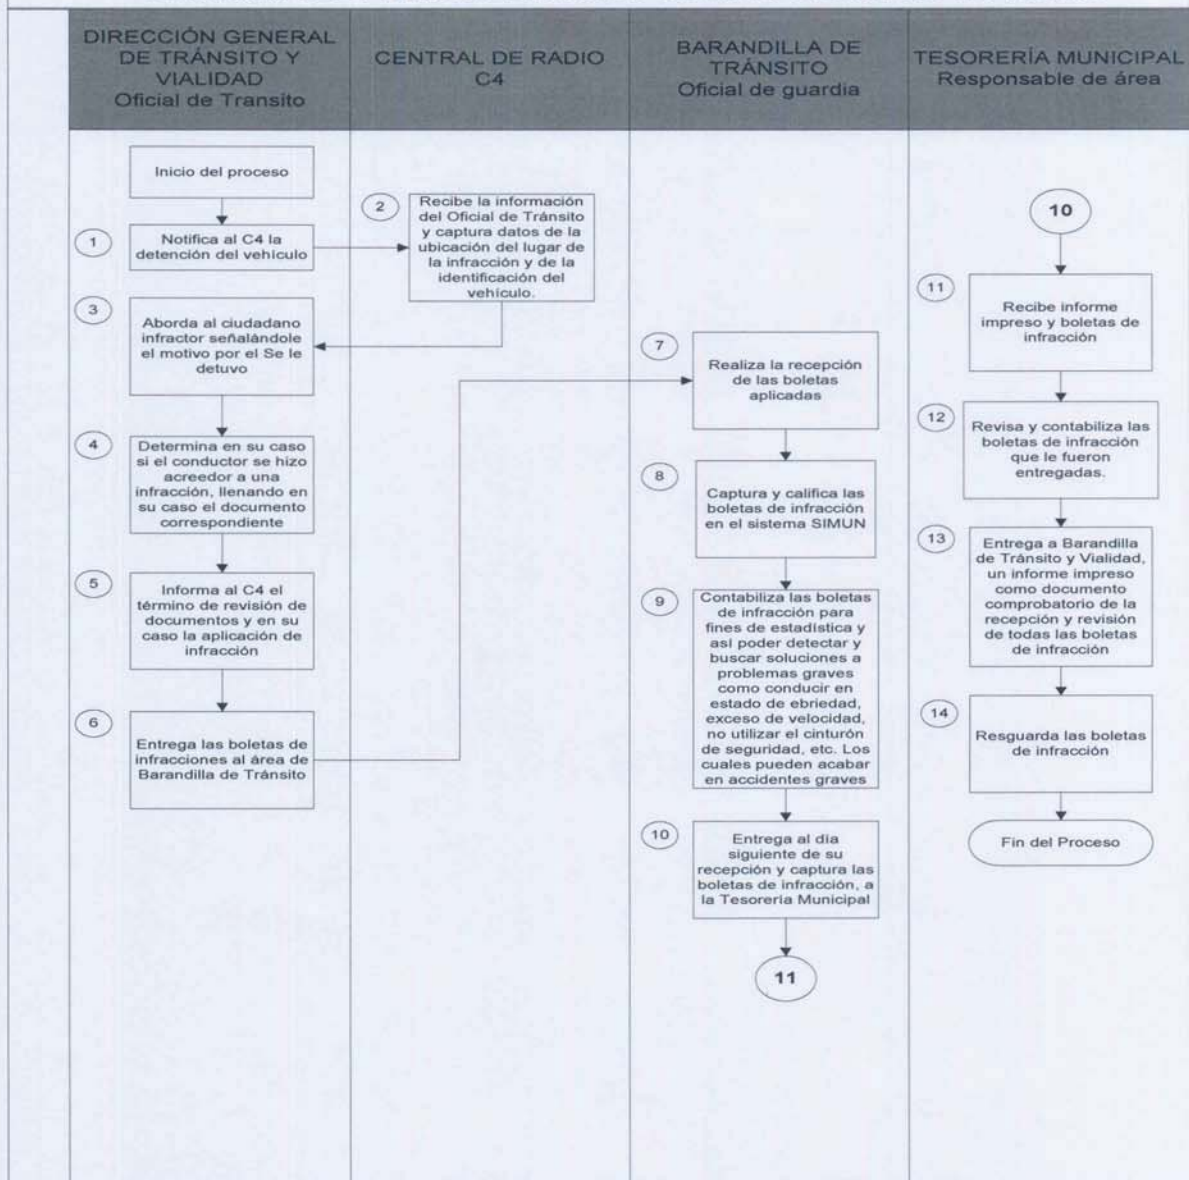 DIRECCIÓN GENERAL
DE TRÁNSITO Y
VIALIDAD
Oficial de Transito
CENTRAL DE RADIO
C4
BARANDILLA DE
TRÁNSITO
Oficial de guardia
TESORERÍA MUNICIPAL
Responsable de área
Inicio del proceso
1
Notifica al C4 la
detención del vehículo
2
Recibe la información
del Oficial de Tránsito
y captura datos de la
ubicación del lugar de
la infracción y de la
identificación del
vehículo.
3
Aborda al ciudadano
infractor señalándole
el motivo por el Se le
detuvo
4
Determina en su caso
si el conductor se hizo
acreedor a una
infracción, llenando en
su caso el documento
correspondiente
5
Informa al C4 el
término de revisión de
documentos y en su
caso la aplicación de
infracción
6
Entrega las boletas de
infracciones al área de
Barandilla de Tránsito
7
Realiza la recepción
de las boletas
aplicadas
8
Captura y califica las
boletas de infracción
en el sistema SIMUN
9
Contabiliza las boletas
de infracción para
fines de estadística y
así poder detectar y
buscar soluciones a
problemas graves
como conducir en
estado de ebriedad,
exceso de velocidad,
no utilizar el cinturón
de seguridad, etc. Los
cuales pueden acabar
en accidentes graves
10
Entrega al día
siguiente de su
recepción y captura las
boletas de infracción, a
la Tesorería Municipal
11
10
11
Recibe informe
impreso y boletas de
infracción
12
Revisa y contabiliza las
boletas de infracción
que le fueron
entregadas.
13
Entrega a Barandilla
de Tránsito y Vialidad,
un informe impreso
como documento
comprobatorio de la
recepción y revisión
de todas las boletas
de infracción
14
Resguarda las boletas
de infracción
Fin del Proceso